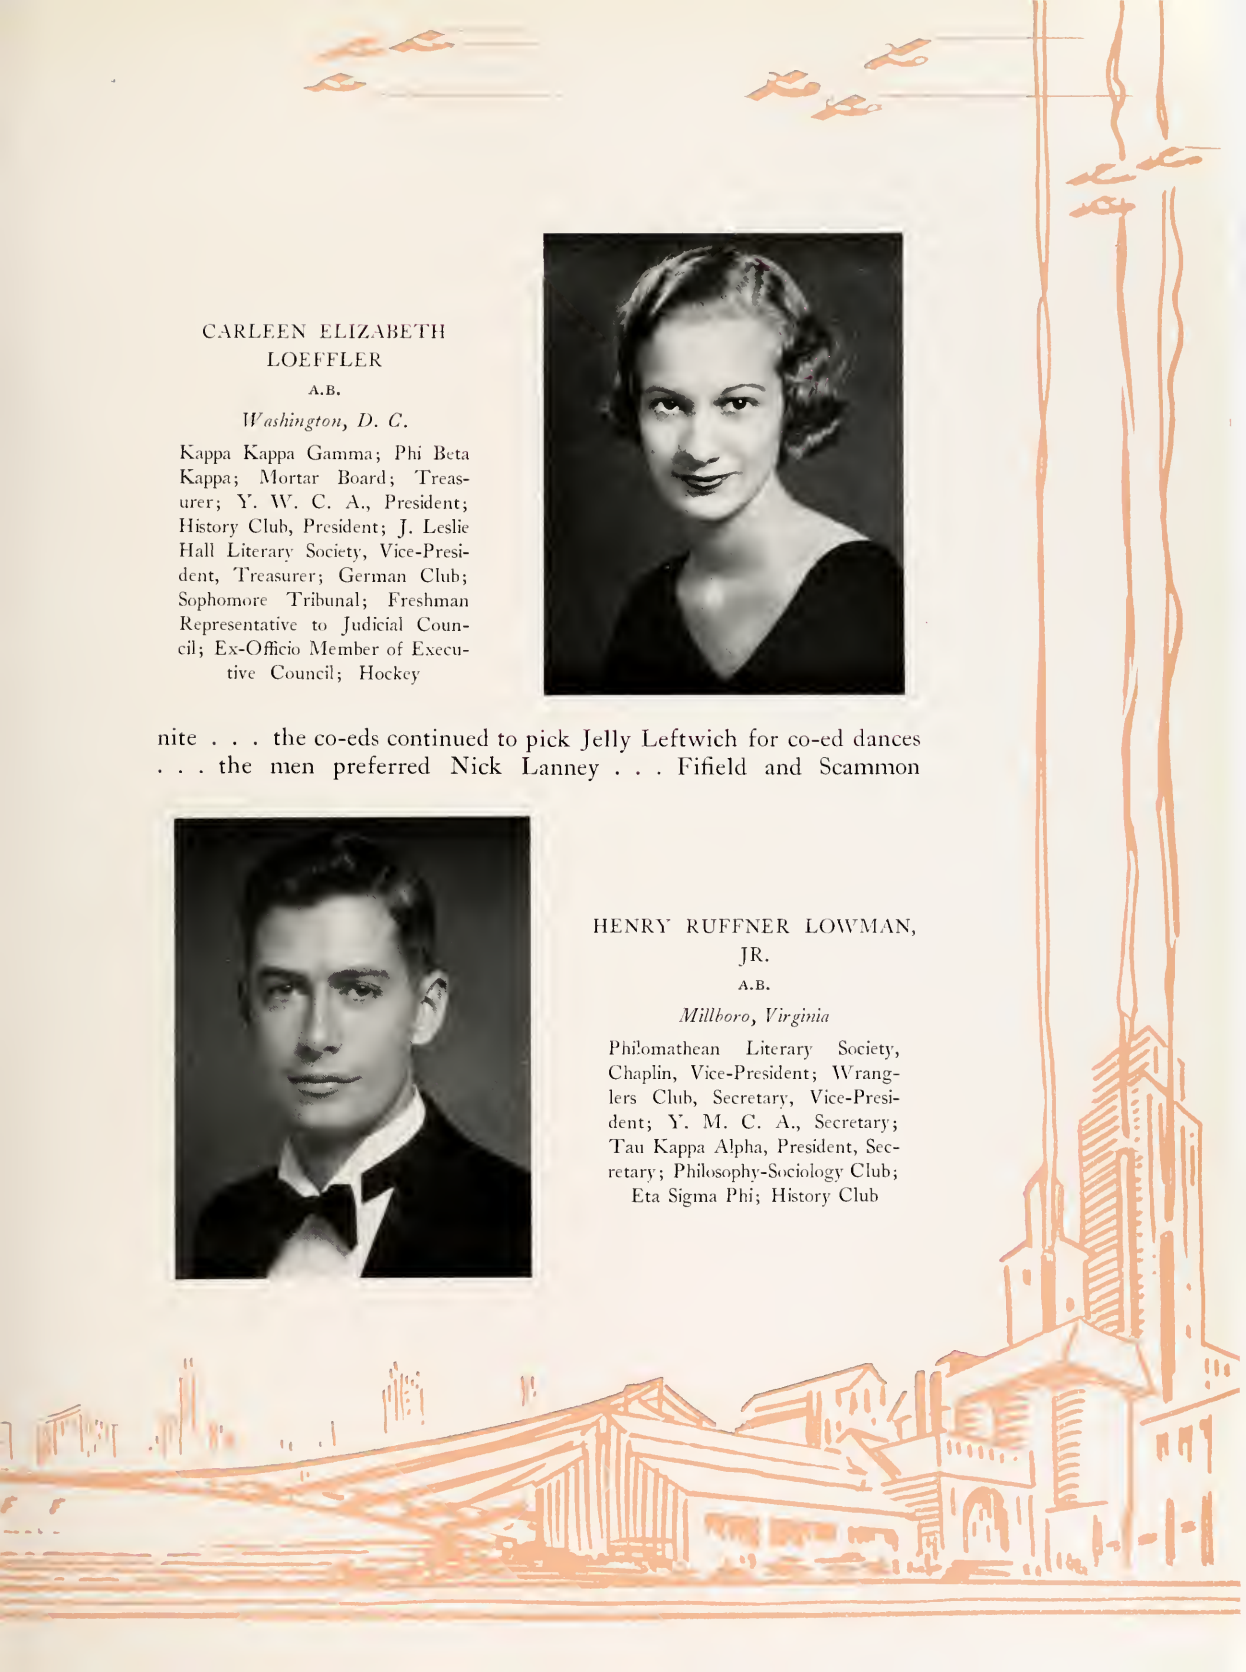 CARLEEN ELIZABETH
LOEFFLER
A.B.
Washington, D. C.
Kappa Kappa Gamma; Phi Beta
Kappa; Mortar Board; Treas-
urer; Y. W. C. A., President;
History Club, President; J. Leslie
Hall Literary Society, Vice-Presi-
dent, Treasurer; German Club;
Sophomore Tribunal; Freshman
Representative to Judicial Coun-
cil; Ex-Officio Member of Execu-
tive Council; Hockey
nite . . . the co-eds continued to pick Jelly Leftwich for co-ed dances
. . . the men preferred Nick Lanney . . . Fifield and Scammon
HENRY RUFFNER LOWMAN,
JR.
A.B.
Millboro, Virginia
Philomathean Literary Society,
Chaplin, Vice-President; Wrang-
lers Club, Secretary, Vice-Presi-
dent; Y. M. C. A., Secretary;
Tau Kappa Alpha, President, Sec-
retary; Philosophy-Sociology Club;
Eta Sigma Phi; History Club